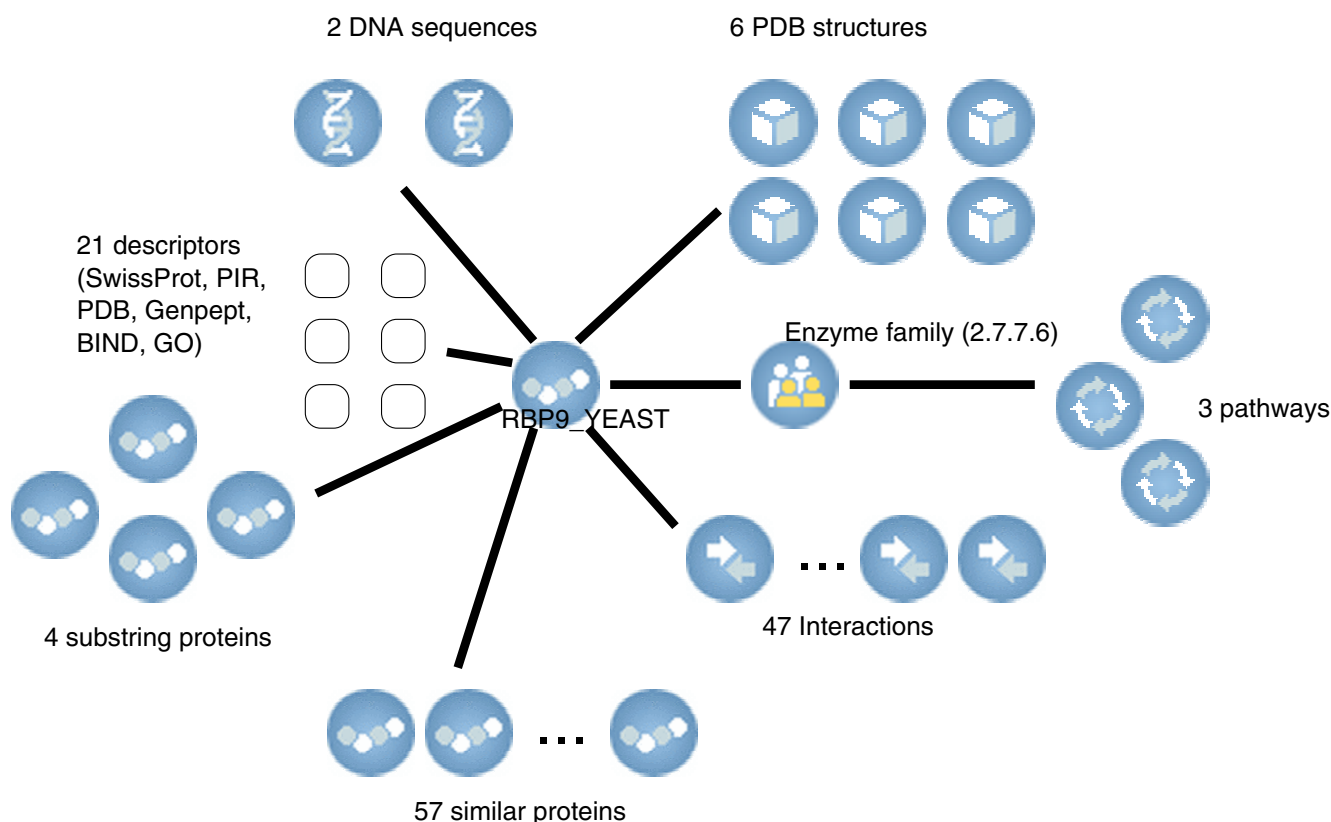 2 DNA sequences
6 PDB structures
21 descriptors
(SwissProt, PIR,
PDB, Genpept,
BIND, GO)
Enzyme family (2.7.7.6)
RBP9_YEAST
3 pathways
4 substring proteins
47 Interactions
57 similar proteins